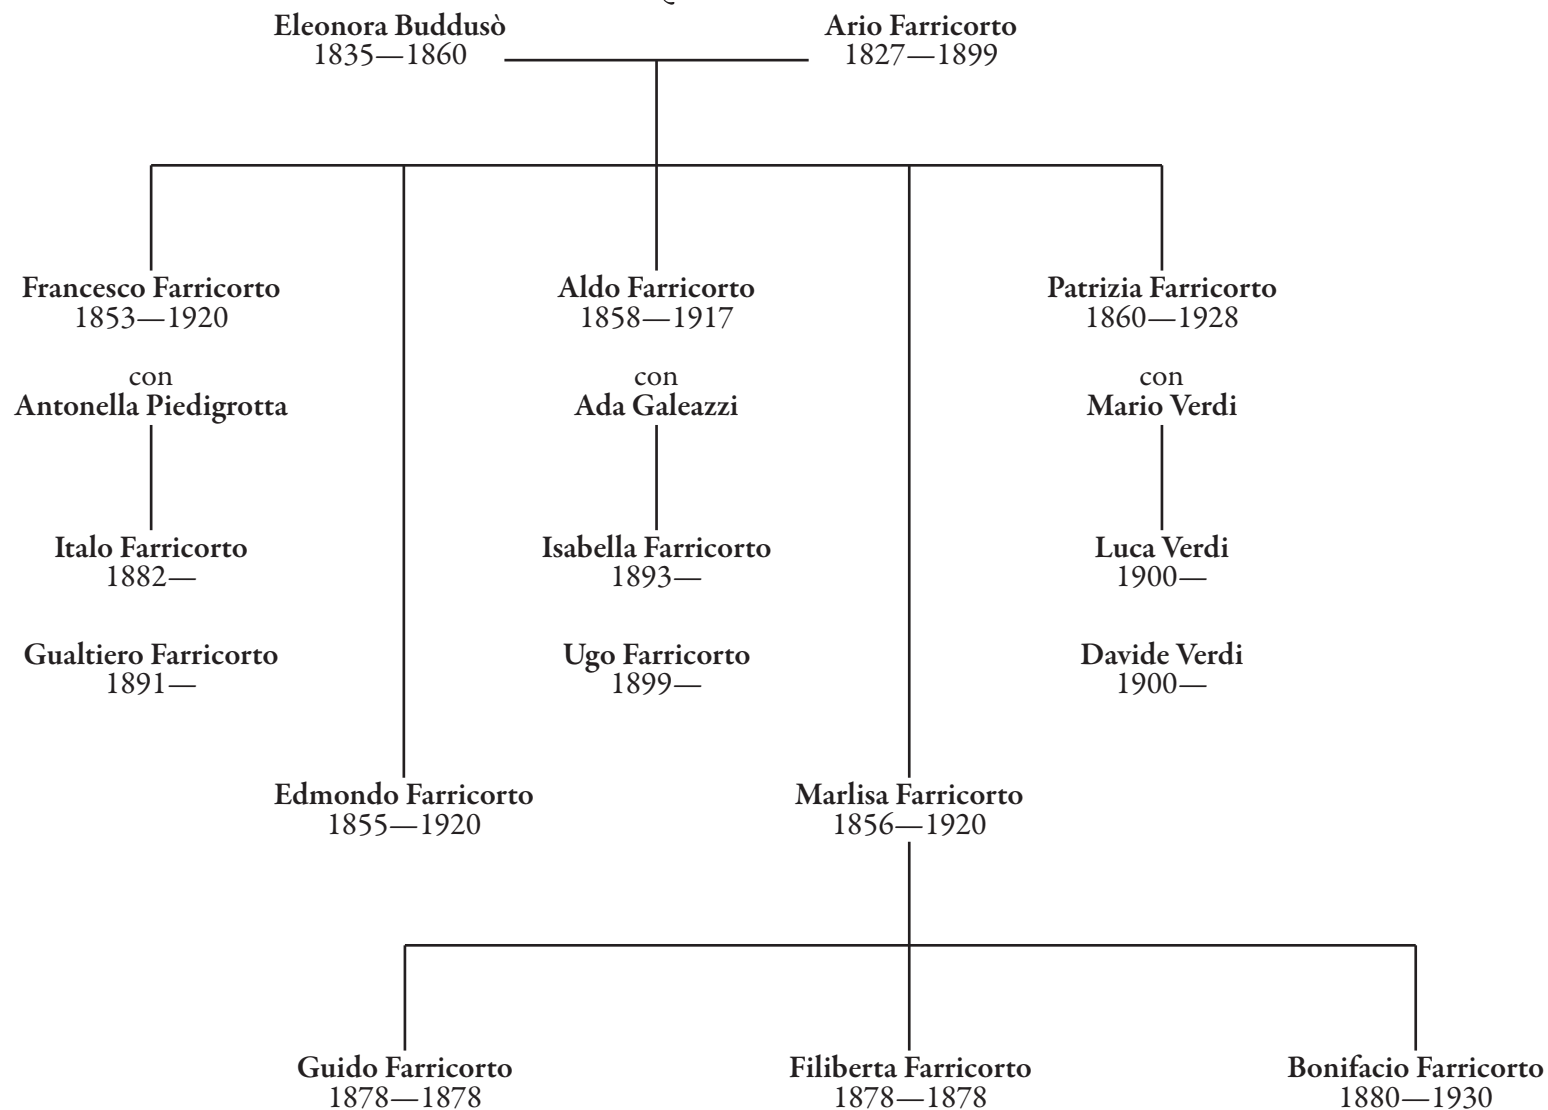 Eleonora Buddusò
1835—1860
Ario Farricorto
1827—1899
Francesco Farricorto
1853—1920
con
Antonella Piedigrotta
Italo Farricorto
1882—
Gualtiero Farricorto
1891—
Aldo Farricorto
1858—1917
con
Ada Galeazzi
Isabella Farricorto
1893—
Ugo Farricorto
1899—
Patrizia Farricorto
1860—1928
con
Mario Verdi
Luca Verdi
1900—
Davide Verdi
1900—
Edmondo Farricorto
1855—1920
Marlisa Farricorto
1856—1920
Guido Farricorto
1878—1878
Filiberta Farricorto
1878—1878
Bonifacio Farricorto
1880—1930